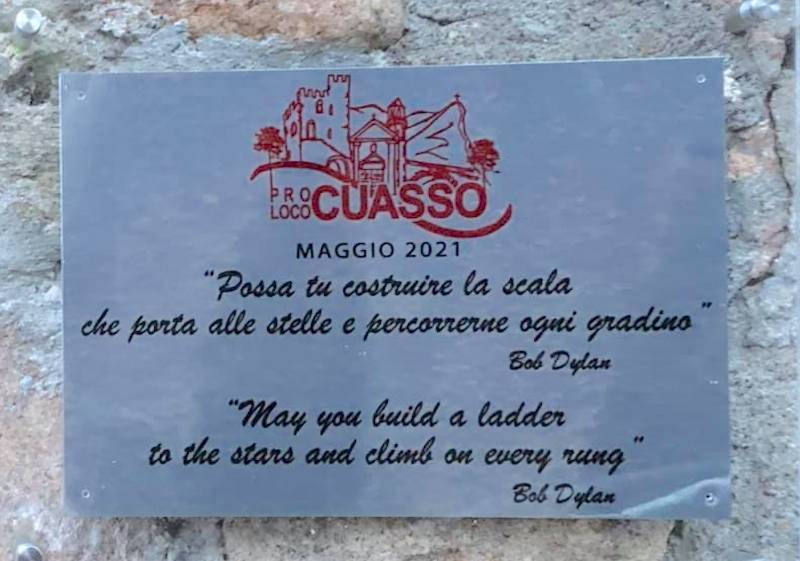 PRO
LOCO CUASSO
MAGGIO 2021
"Possa tu costruire la scala
che porta alle stelle e percorrerne ogni gradino"
Bob Dylan
"May you build a ladder
to the stars and climb on every rung"
Bob Dylan